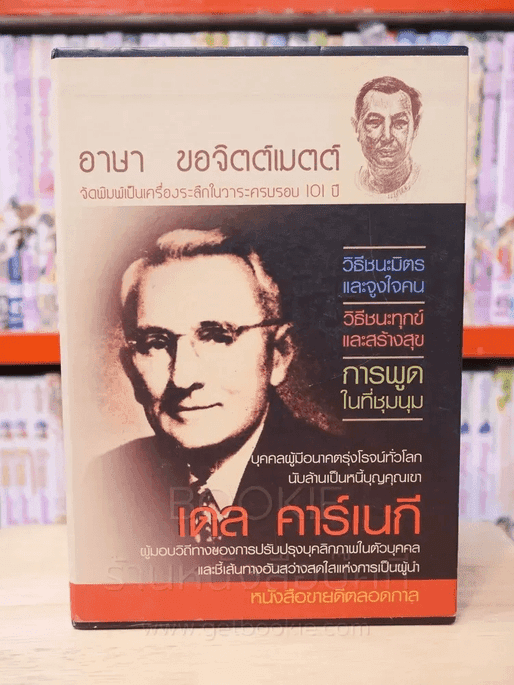 อาษา ขอจิตต์เมตต์
จัดพิมพ์เป็นเครื่องระลึกในวาระครบรอบ 101 ปี
วิธีชนะมิตร
และจูงใจคน
วิธีชนะทุกข์
และสร้างสุข
การพูด
ในที่ชุมนุม
บุคคลผู้มีอนาคตรุ่งโรจน์ทั่วโลก
นับล้านเป็นหนี้บุญคุณเขา
BOOKIE
เดล คาร์เนกี
ผู้มอบวิถีทางของการปรับปรุงบุคลิกภาพในตัวบุคคล
และชี้เส้นทางอันสว่างสดใสแห่งการเป็นผู้นำ
หนังสือขายดีตลอดกาล
www.getbookie.com